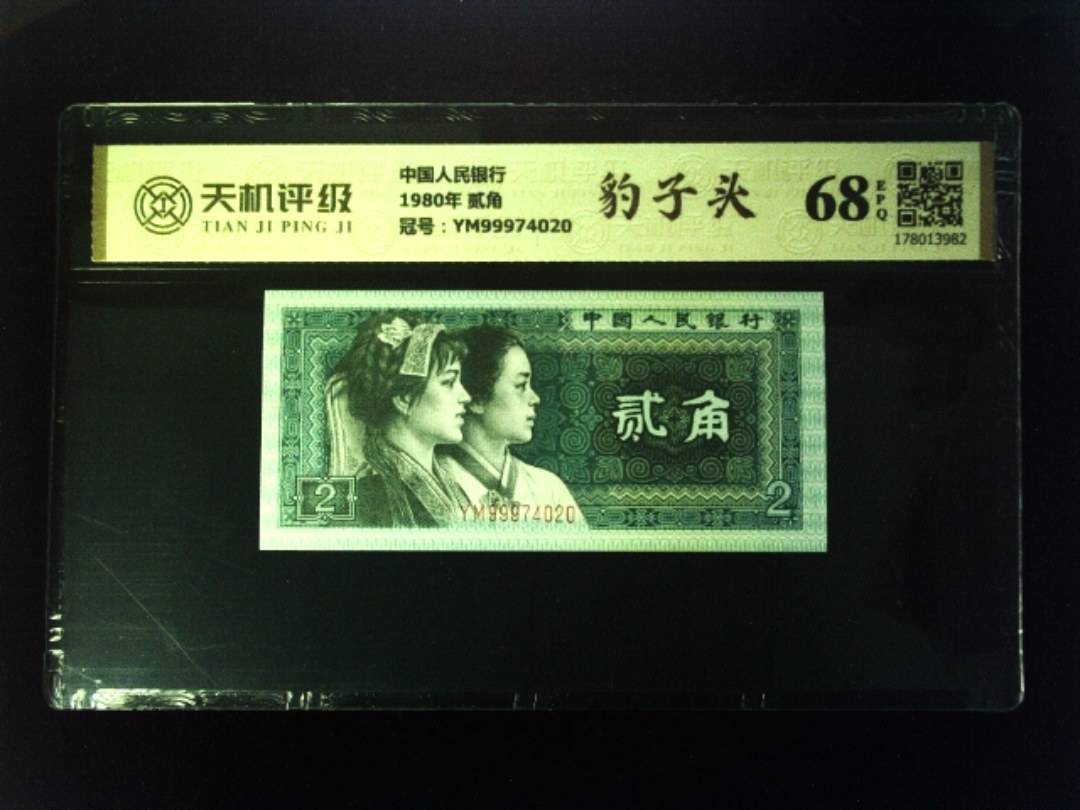 天机评级
TIAN JI PING JI
中国人民银行
1980年 贰角
冠号：YM99974020
豹子头
68
EPQ
178013982
中国人民银行
贰角
2
YM99974020
2